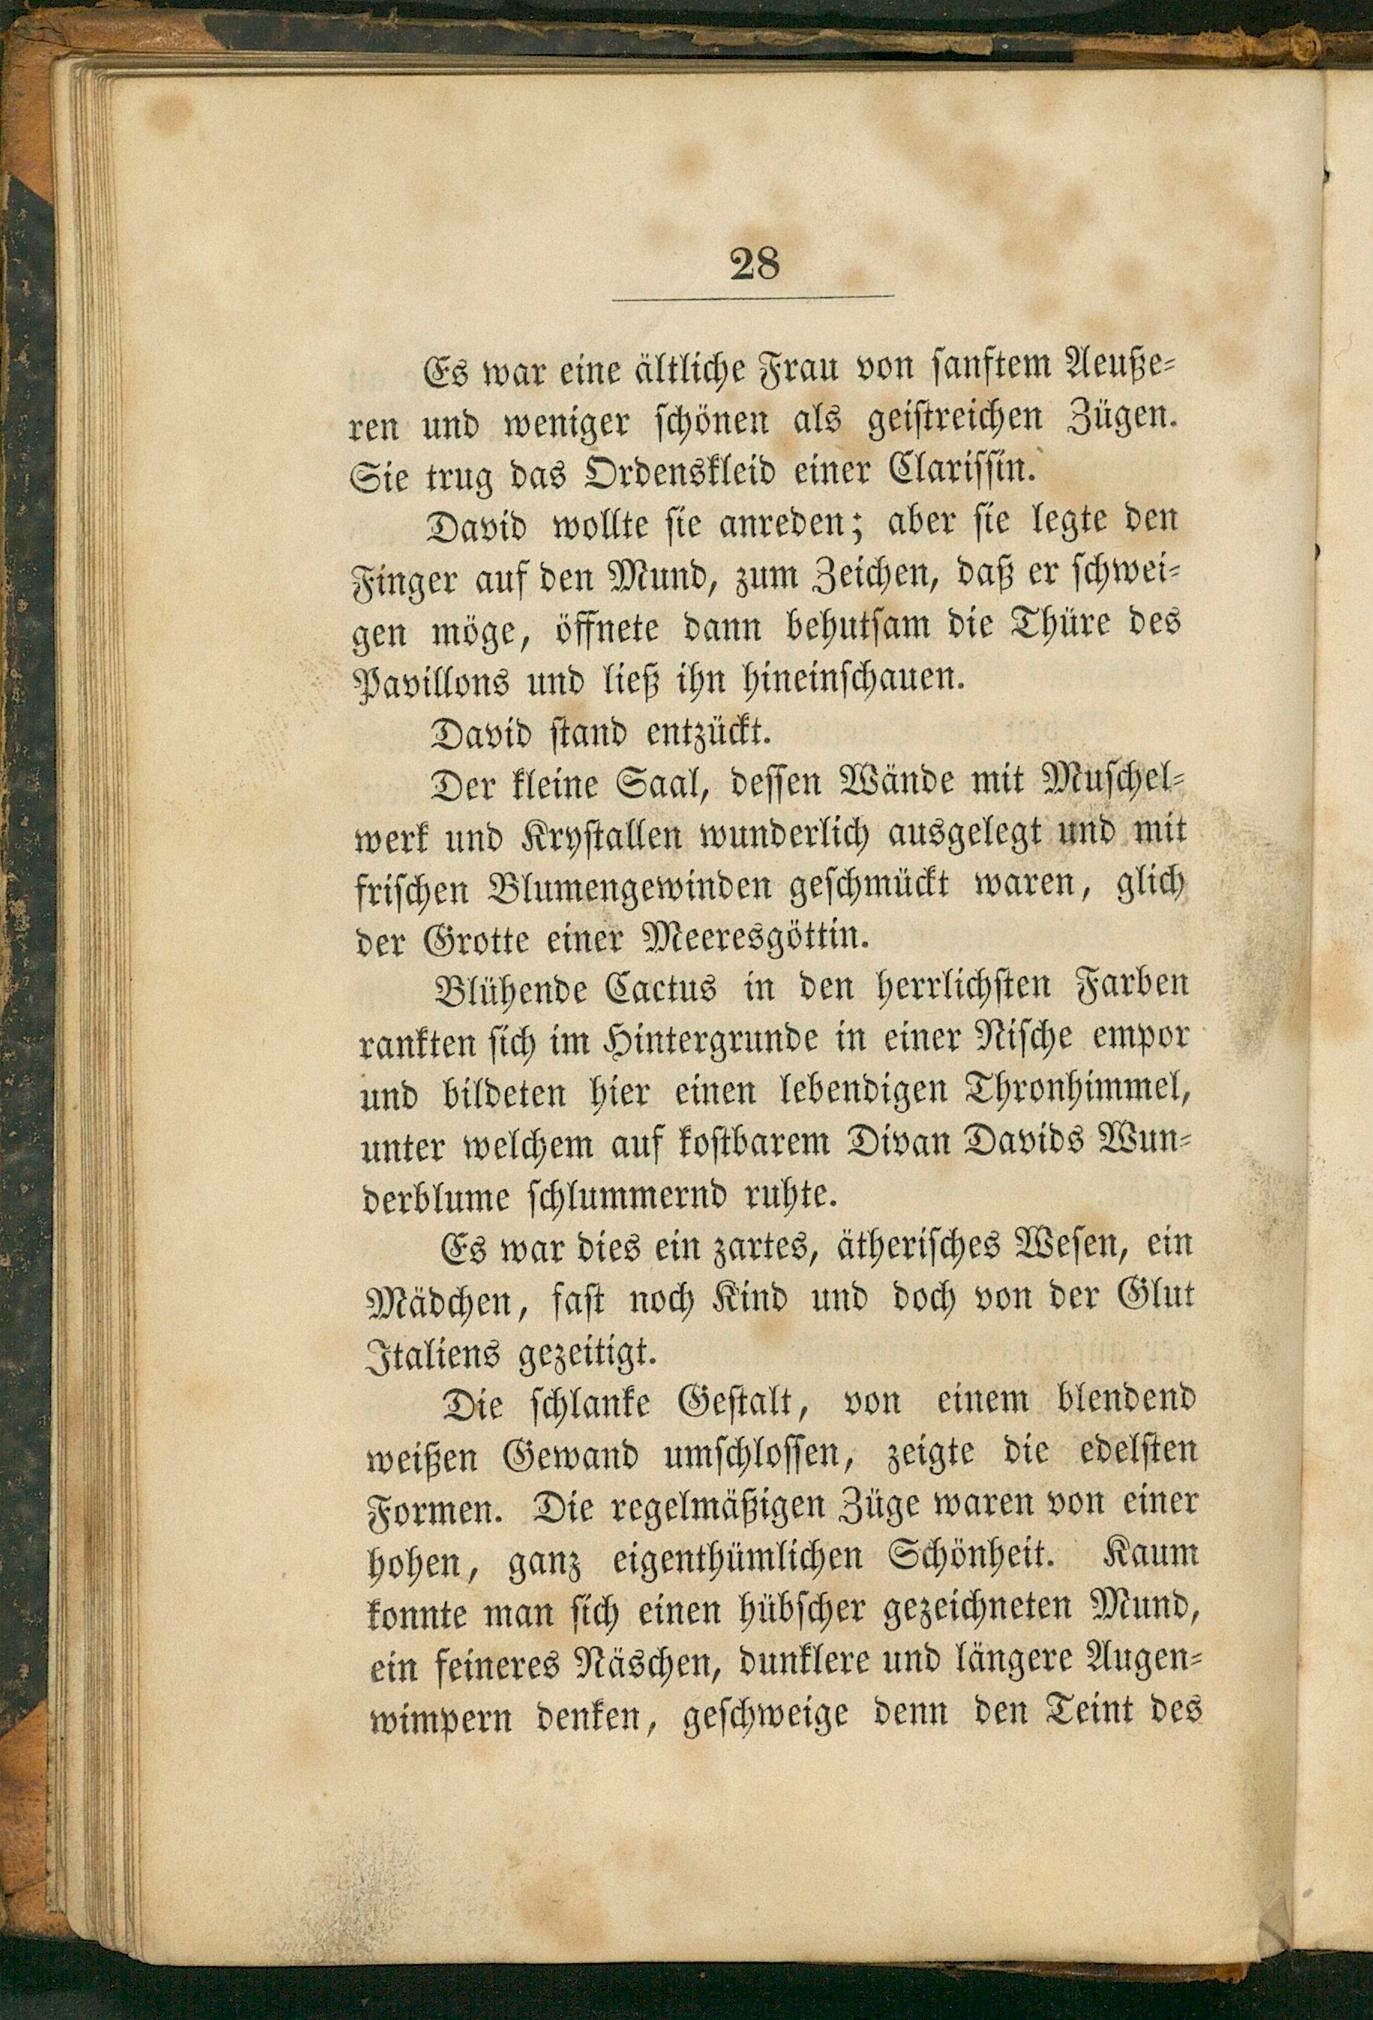 28
Es war eine ältliche Frau von sanftem Aeuße-
ren und weniger schönen als geistreichen Zügen.
Sie trug das Ordenskleid einer Clarissin.
David wollte sie anreden; aber sie legte den
Finger auf den Mund, zum Zeichen, daß er schwei-
gen möge, öffnete dann behutsam die Thüre des
Pavillons und ließ ihn hineinschauen.
David stand entzückt.
Der kleine Saal, dessen Wände mit Muschel-
werk und Krystallen wunderlich ausgelegt und mit
frischen Blumengewinden geschmückt waren, glich
der Grotte einer Meeresgöttin.
Blühende Cactus in den herrlichsten Farben
rankten sich im Hintergrunde in einer Nische empor
und bildeten hier einen lebendigen Thronhimmel,
unter welchem auf kostbarem Divan Davids Wun-
derblume schlummernd ruhte.
Es war dies ein zartes, ätherisches Wesen, ein
Mädchen, fast noch Kind und doch von der Glut
Italiens gezeitigt.
Die schlanke Gestalt, von einem blendend
weißen Gewand umschlossen, zeigte die edelsten
Formen. Die regelmäßigen Züge waren von einer
hohen, ganz eigenthümlichen Schönheit. Kaum
konnte man sich einen hübscher gezeichneten Mund,
ein feineres Näschen, dunklere und längere Augen-
wimpern denken, geschweige denn den Teint des